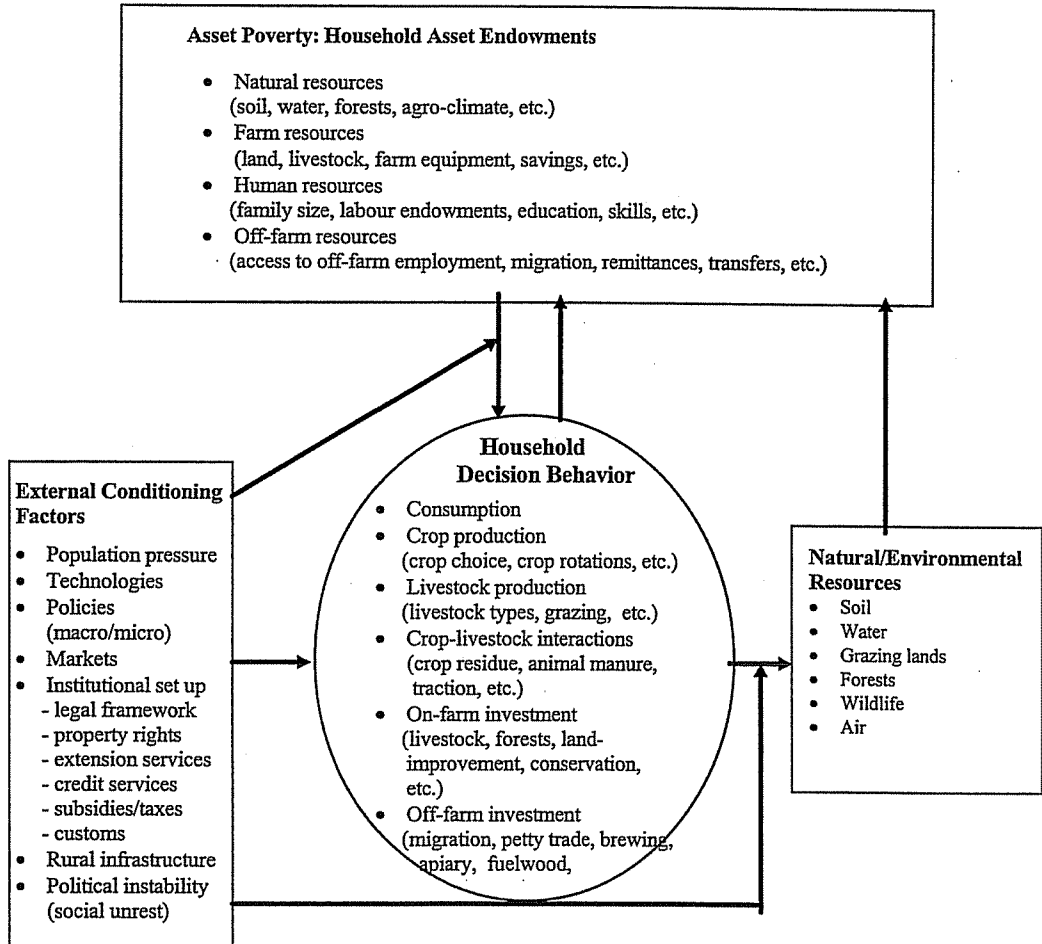 Asset Poverty: Household Asset Endowments
• Natural resources
(soil, water, forests, agro-climate, etc.)
• Farm resources
(land, livestock, farm equipment, savings, etc.)
• Human resources
(family size, labour endowments, education, skills, etc.)
• Off-farm resources
(access to off-farm employment, migration, remittances, transfers, etc.)
External Conditioning
Factors
• Population pressure
• Technologies
• Policies
(macro/micro)
• Markets
• Institutional set up
- legal framework
- property rights
- extension services
- credit services
- subsidies/taxes
- customs
• Rural infrastructure
• Political instability
(social unrest)
Household
Decision Behavior
• Consumption
• Crop production
(crop choice, crop rotations, etc.)
• Livestock production
(livestock types, grazing, etc.)
• Crop-livestock interactions
(crop residue, animal manure,
traction, etc.)
• On-farm investment
(livestock, forests, land-
improvement, conservation,
etc.)
• Off-farm investment
(migration, petty trade, brewing,
apiary, fuelwood,
Natural/Environmental
Resources
• Soil
• Water
• Grazing lands
• Forests
• Wildlife
• Air